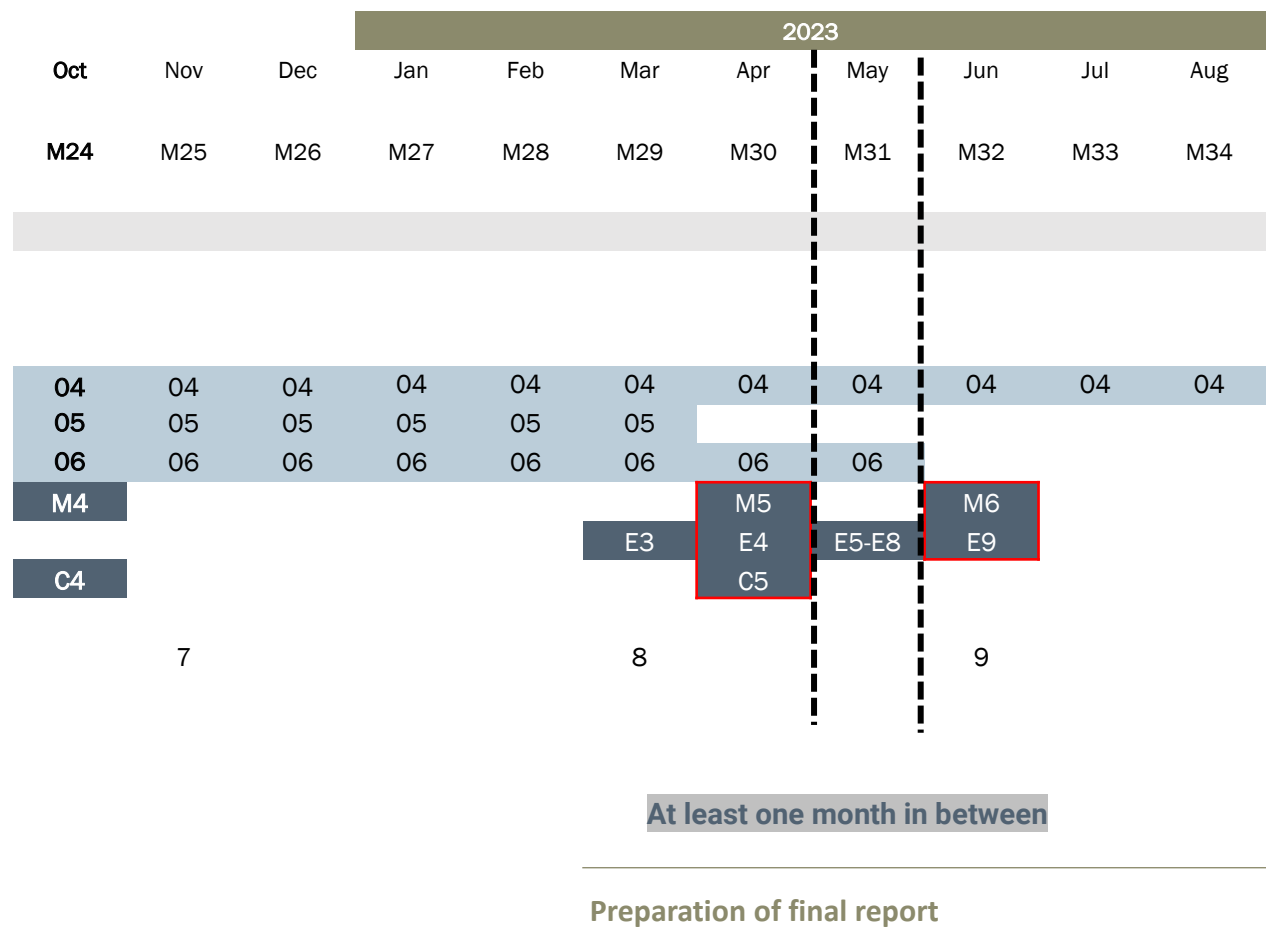 2023
Oct Nov Dec Jan Feb Mar Apr May Jun Jul Aug
M24 M25 M26 M27 M28 M29 M30 M31 M32 M33 M34
04 04 04 04 04 04 04 04 04 04 04
05 05 05 05 05 05
06 06 06 06 06 06 06 06
M4 M5 M6
E3 E4 E5-E8 E9
C4 C5
7 8 9
At least one month in between
Preparation of final report